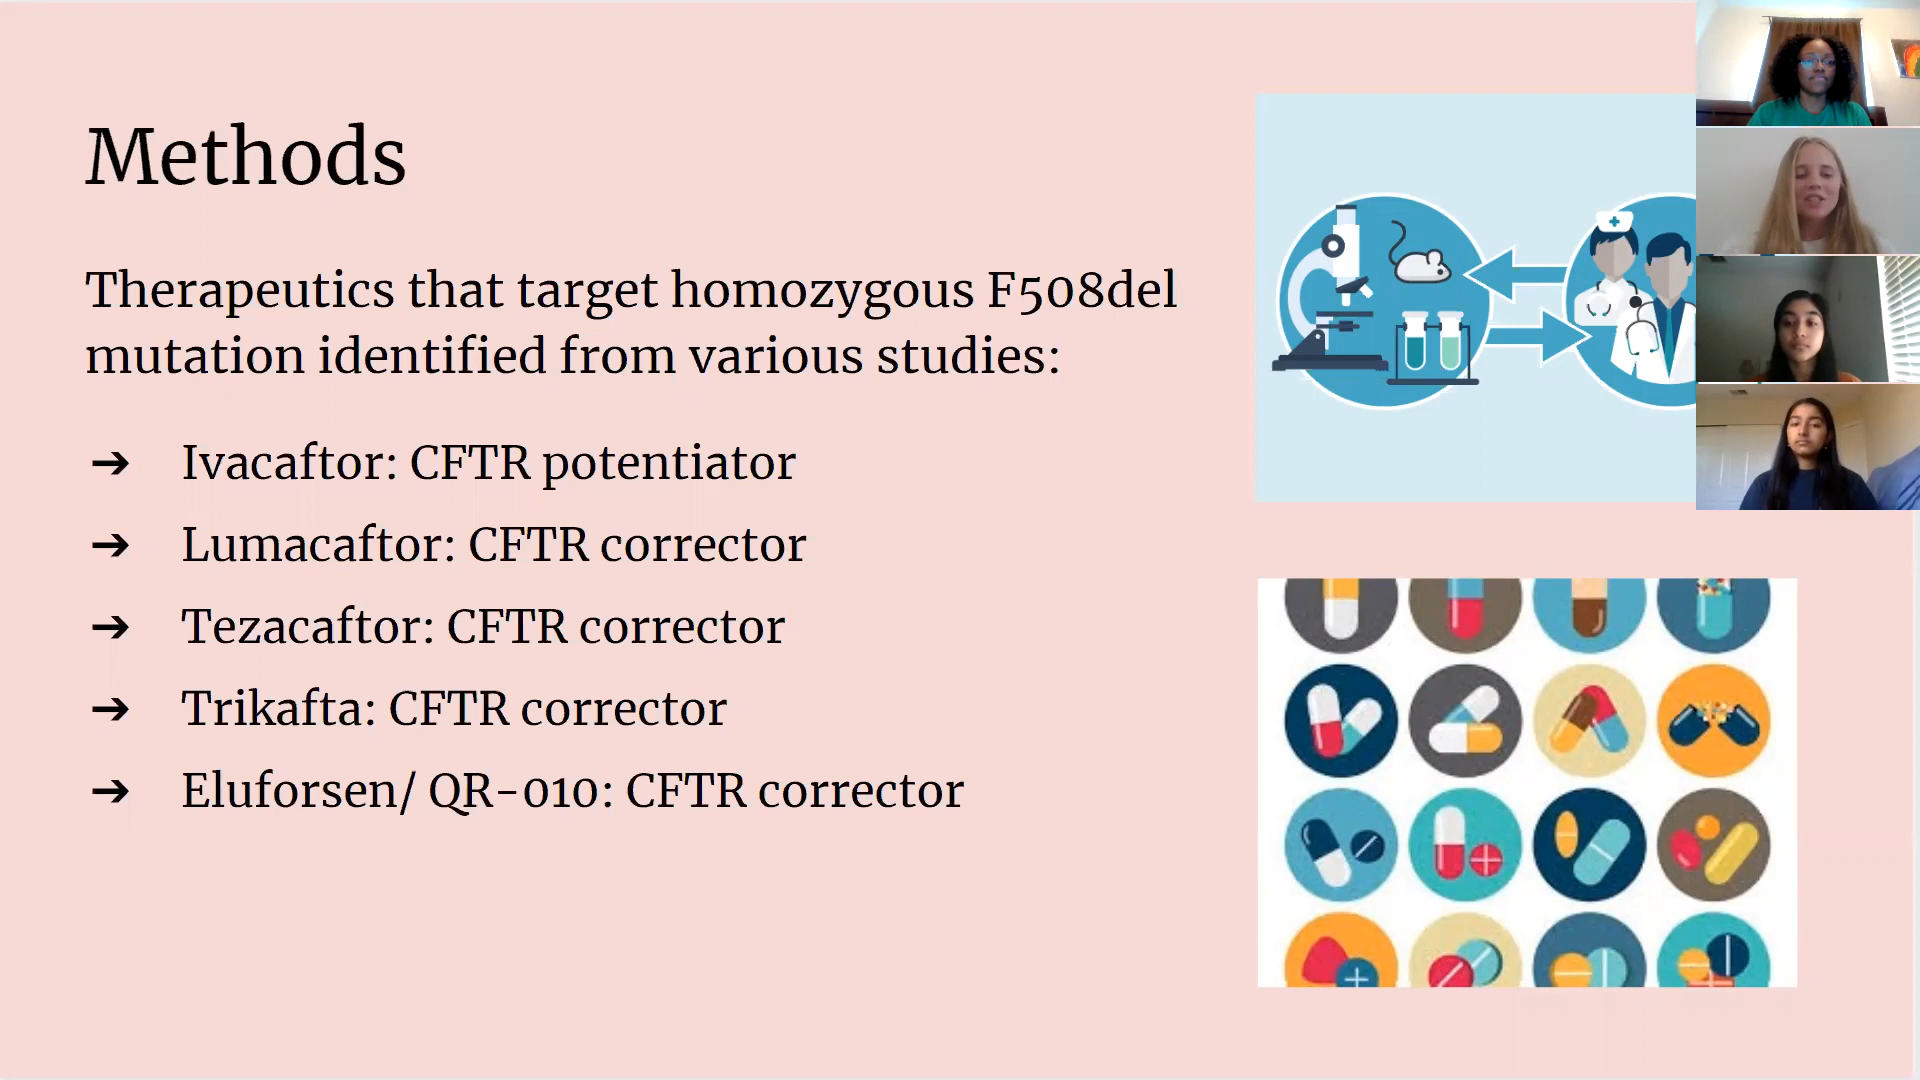 Methods
Therapeutics that target homozygous F508del
mutation identified from various studies:
➔ Ivacaftor: CFTR potentiator
➔ Lumacaftor: CFTR corrector
➔ Tezacaftor: CFTR corrector
➔ Trikafta: CFTR corrector
➔ Eluforsen/ QR-010: CFTR corrector